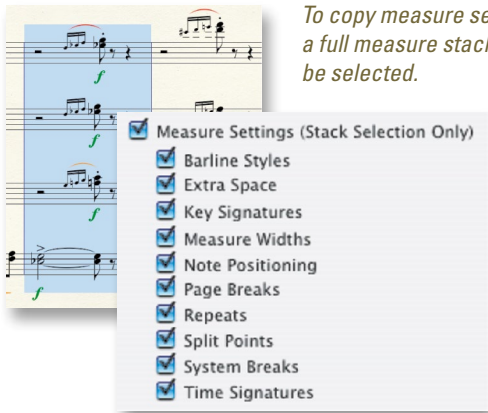 To copy measure se
a full measure stack
be selected.
f
f
f
f
Measure Settings (Stack Selection Only)
Barline Styles
Extra Space
Key Signatures
Measure Widths
Note Positioning
Page Breaks
Repeats
Split Points
System Breaks
Time Signatures